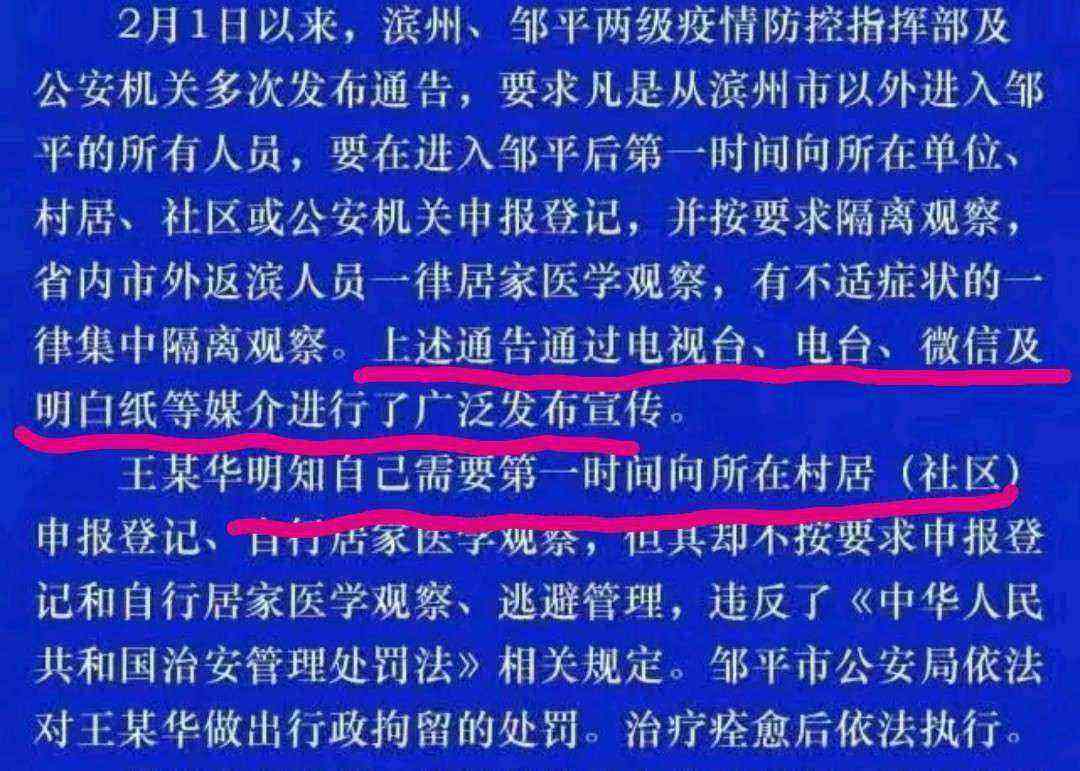 2月1日以来，滨州、邹平两级疫情防控指挥部及
公安机关多次发布通告，要求凡是从滨州市以外进入邹
平的所有人员，要在进入邹平后第一时间向所在单位、
村居、社区或公安机关申报登记，并按要求隔离观察，
省内市外返滨人员一律居家医学观察，有不适症状的一
律集中隔离观察。上述通告通过电视台、电台、微信及
明白纸等媒介进行了广泛发布宣传。
王某华明知自己需要第一时间向所在村居（社区）
申报登记、自行居家医学观察，但其却不按要求申报登
记和自行居家医学观察、逃避管理，违反了《中华人民
共和国治安管理处罚法》相关规定。邹平市公安局依法
对王某华做出行政拘留的处罚。治疗痊愈后依法执行。